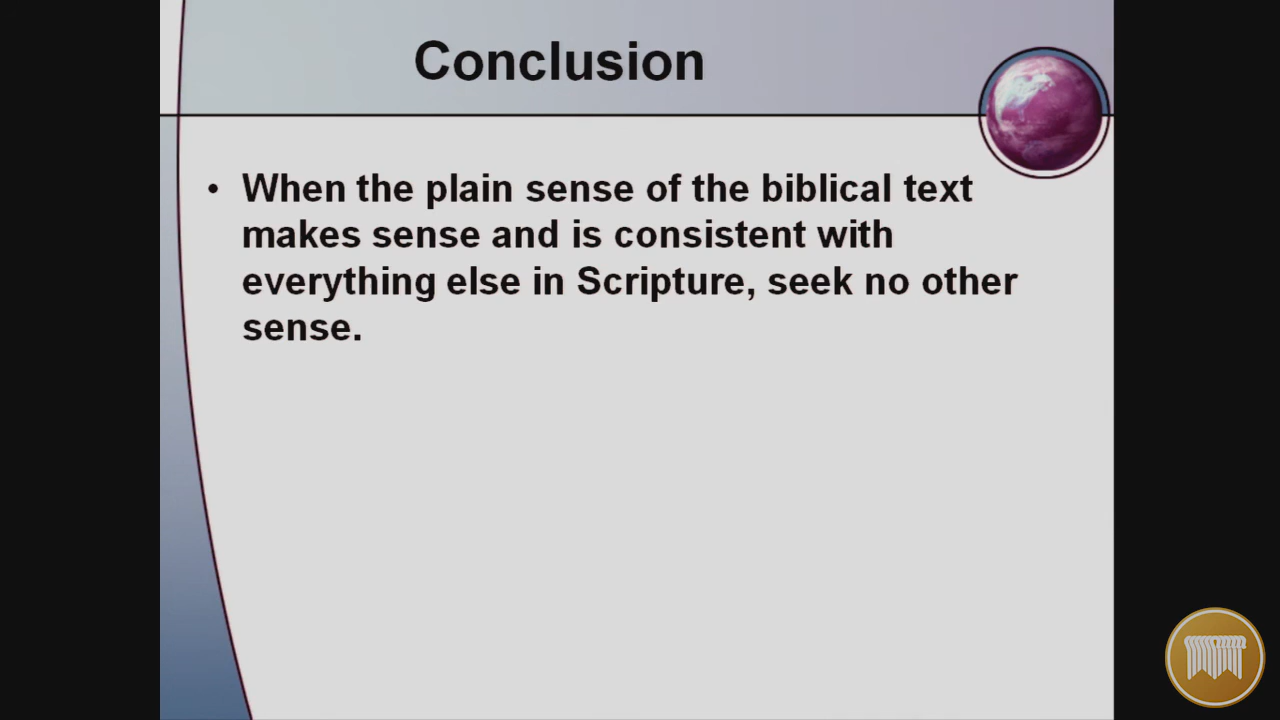 Conclusion
• When the plain sense of the biblical text
makes sense and is consistent with
everything else in Scripture, seek no other
sense.